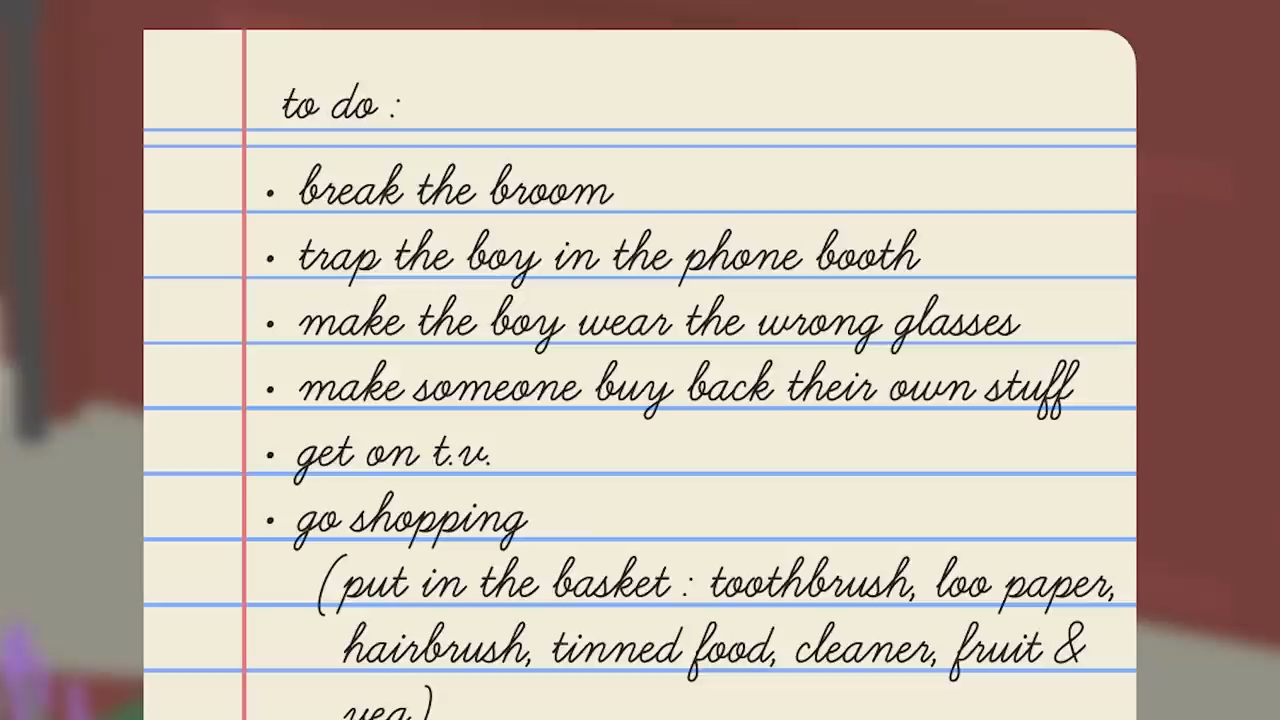 to do :
• break the broom
• trap the boy in the phone booth
• make the boy wear the wrong glasses
• make someone buy back their own stuff
• get on t.v.
• go shopping
(put in the basket : toothbrush, loo paper,
hairbrush, tinned food, cleaner, fruit &
veg)